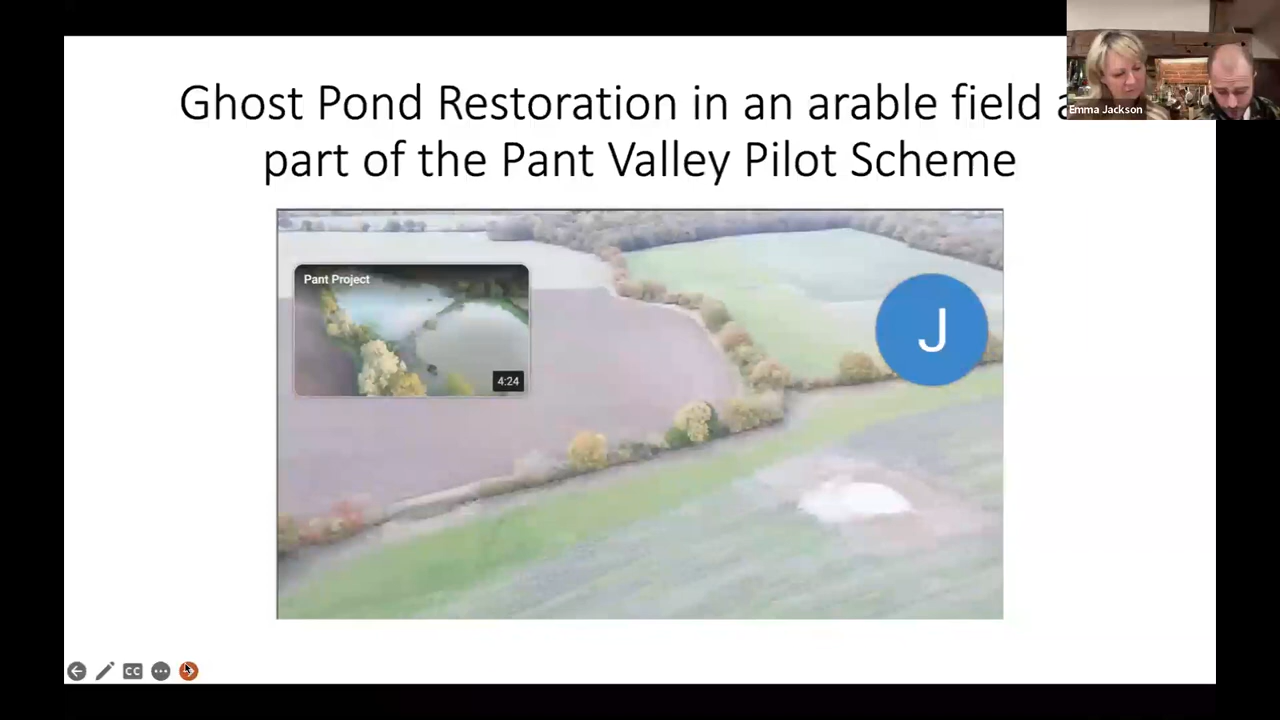 Ghost Pond Restoration in an arable field
part of the Pant Valley Pilot Scheme
Emma Jackson
Pant Project
4:24
J
CC